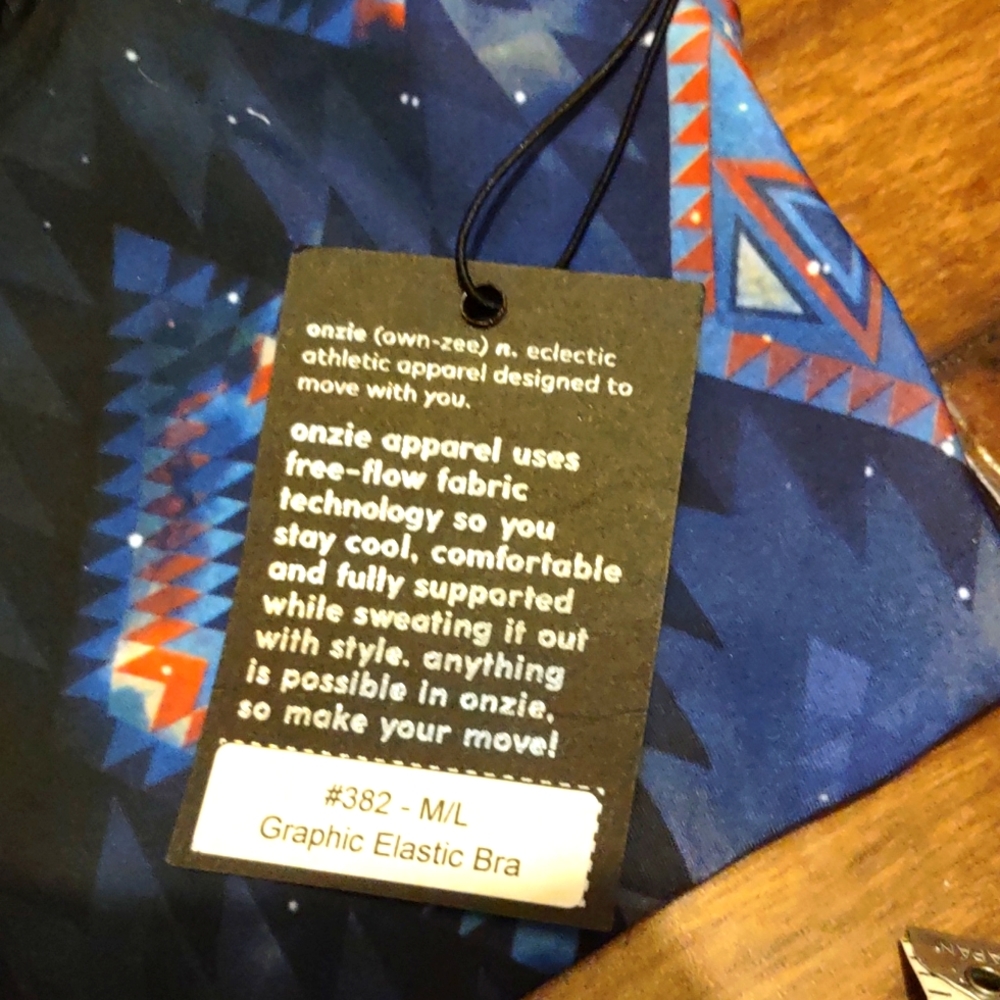 onzie (own-zee) n. eclectic
athletic apparel designed to
move with you.
onzie apparel uses
free-flow fabric
technology so you
stay cool, comfortable
and fully supported
while sweating it out
with style. anything
is possible in onzie,
so make your move!
#382 - M/L
Graphic Elastic Bra